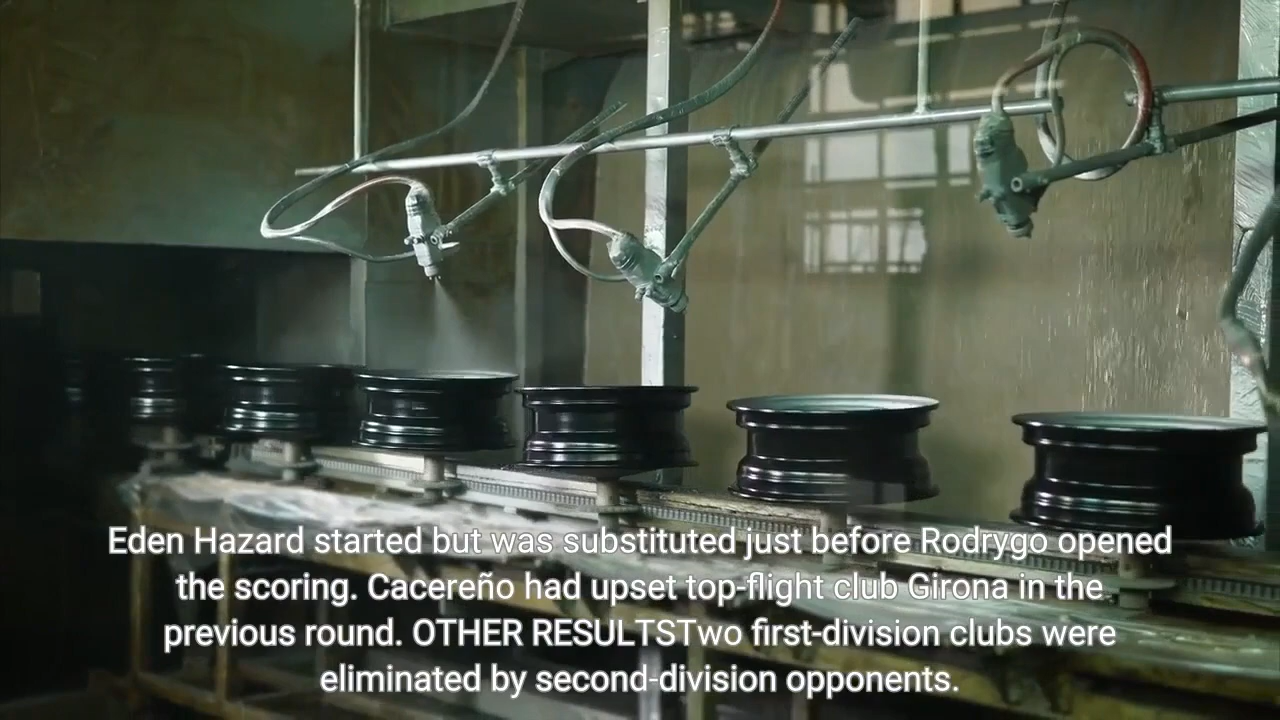 Eden Hazard started but was substituted just before Rodrygo opened
the scoring. Cacereño had upset top-flight club Girona in the
previous round. OTHER RESULTSTwo first-division clubs were
eliminated by second-division opponents.